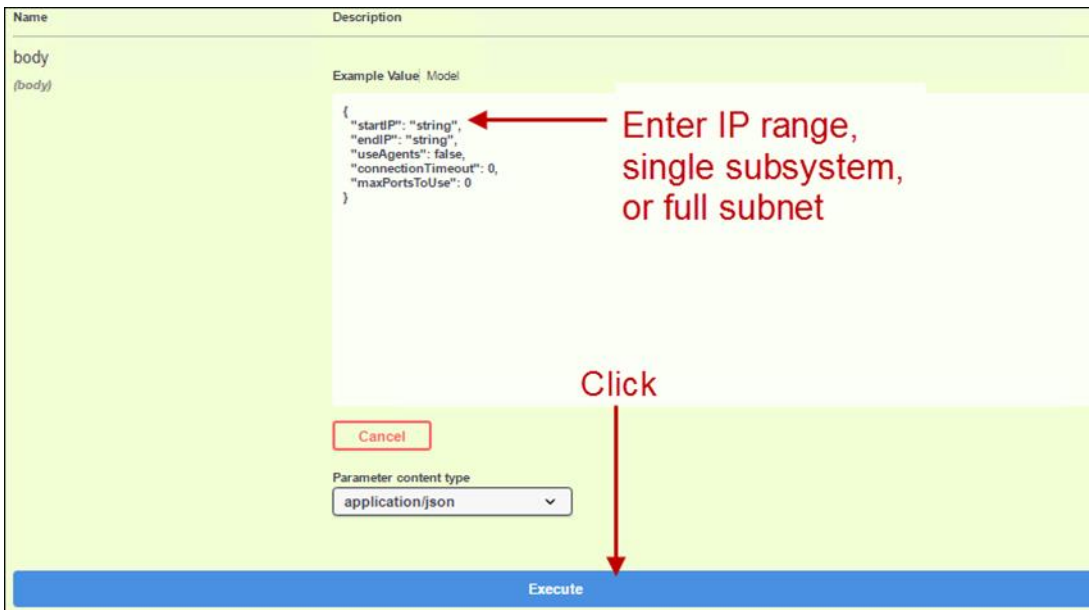 Name Description
body
(body)
Example Value Model
{
"startIP": "string",
"endIP": "string",
"useAgents": false,
"connectionTimeout": 0,
"maxPortsToUse": 0
}
Enter IP range,
single subsystem,
or full subnet
Click
Cancel
Parameter content type
application/json
Execute